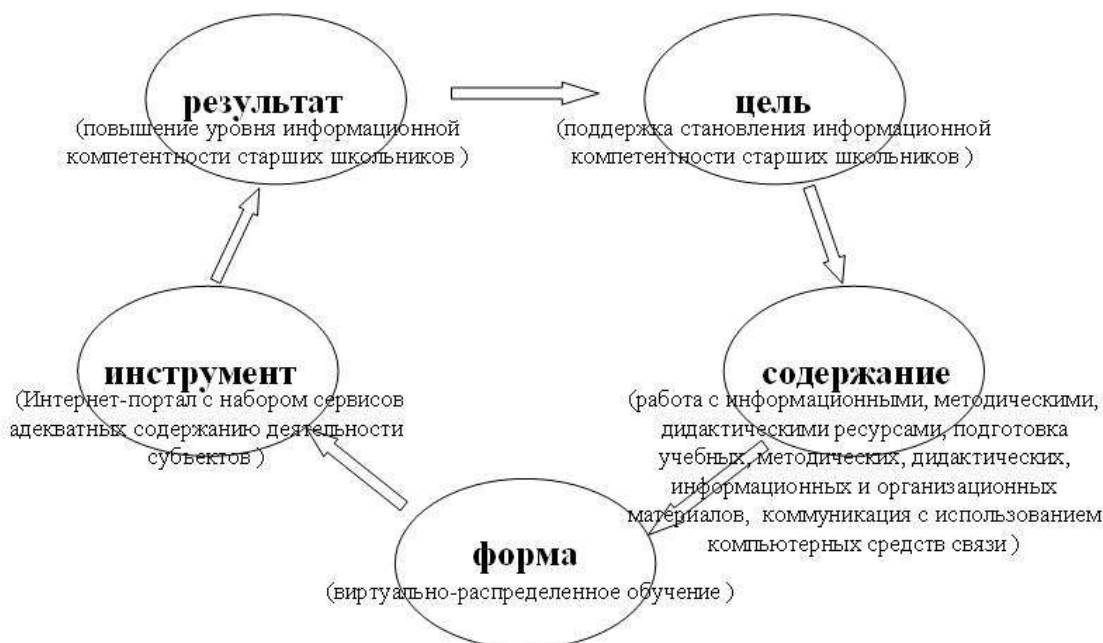 результат
(повышение уровня информационной
компетентности старших школьников )
цель
(поддержка становления информационной
компетентности старших школьников )
инструмент
(Интернет-портал с набором сервисов
адекватных содержанию деятельности
субъектов )
содержание
(работа с информационными, методическими,
дидактическими ресурсами, подготовка
учебных, методических, дидактических,
информационных и организационных
материалов, коммуникация с использованием
компьютерных средств связи )
форма
(виртуально-распределенное обучение )